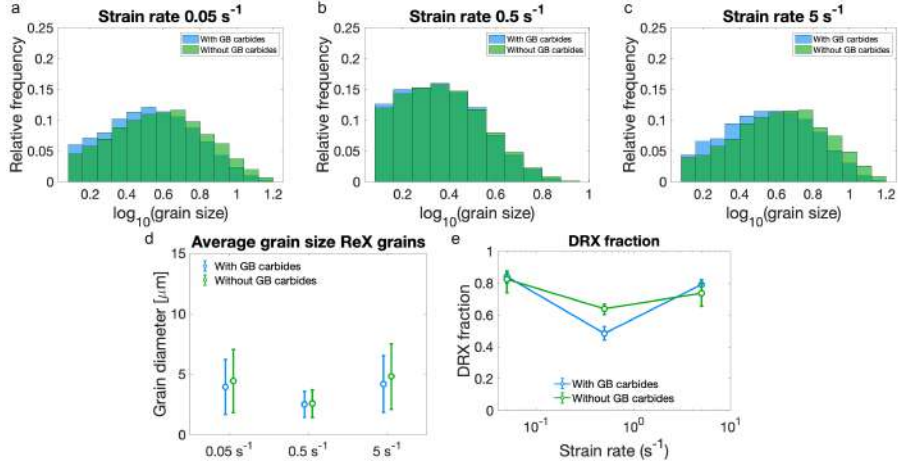 a
Strain rate 0.05 s⁻¹
With GB carbides
Without GB carbides
Relative frequency
0.2
0.15
0.1
0.05
0
0.2 0.4 0.6 0.8 1.0 1.2
log₁₀(grain size)
b
Strain rate 0.5 s⁻¹
With GB carbides
Without GB carbides
Relative frequency
0.2
0.15
0.1
0.05
0
0.2 0.4 0.6 0.8 1
log₁₀(grain size)
c
Strain rate 5 s⁻¹
With GB carbides
Without GB carbides
Relative frequency
0.2
0.15
0.1
0.05
0
0.2 0.4 0.6 0.8 1.0 1.2
log₁₀(grain size)
d
Average grain size ReX grains
With GB carbides
Without GB carbides
Grain diameter [μm]
15
10
5
0
0.05 s⁻¹ 0.5 s⁻¹ 5 s⁻¹
e
DRX fraction
DRX fraction
1
0.8
0.6
0.4
0.2
0
With GB carbides
Without GB carbides
10⁻¹ 10⁰ 10¹
Strain rate (s⁻¹)